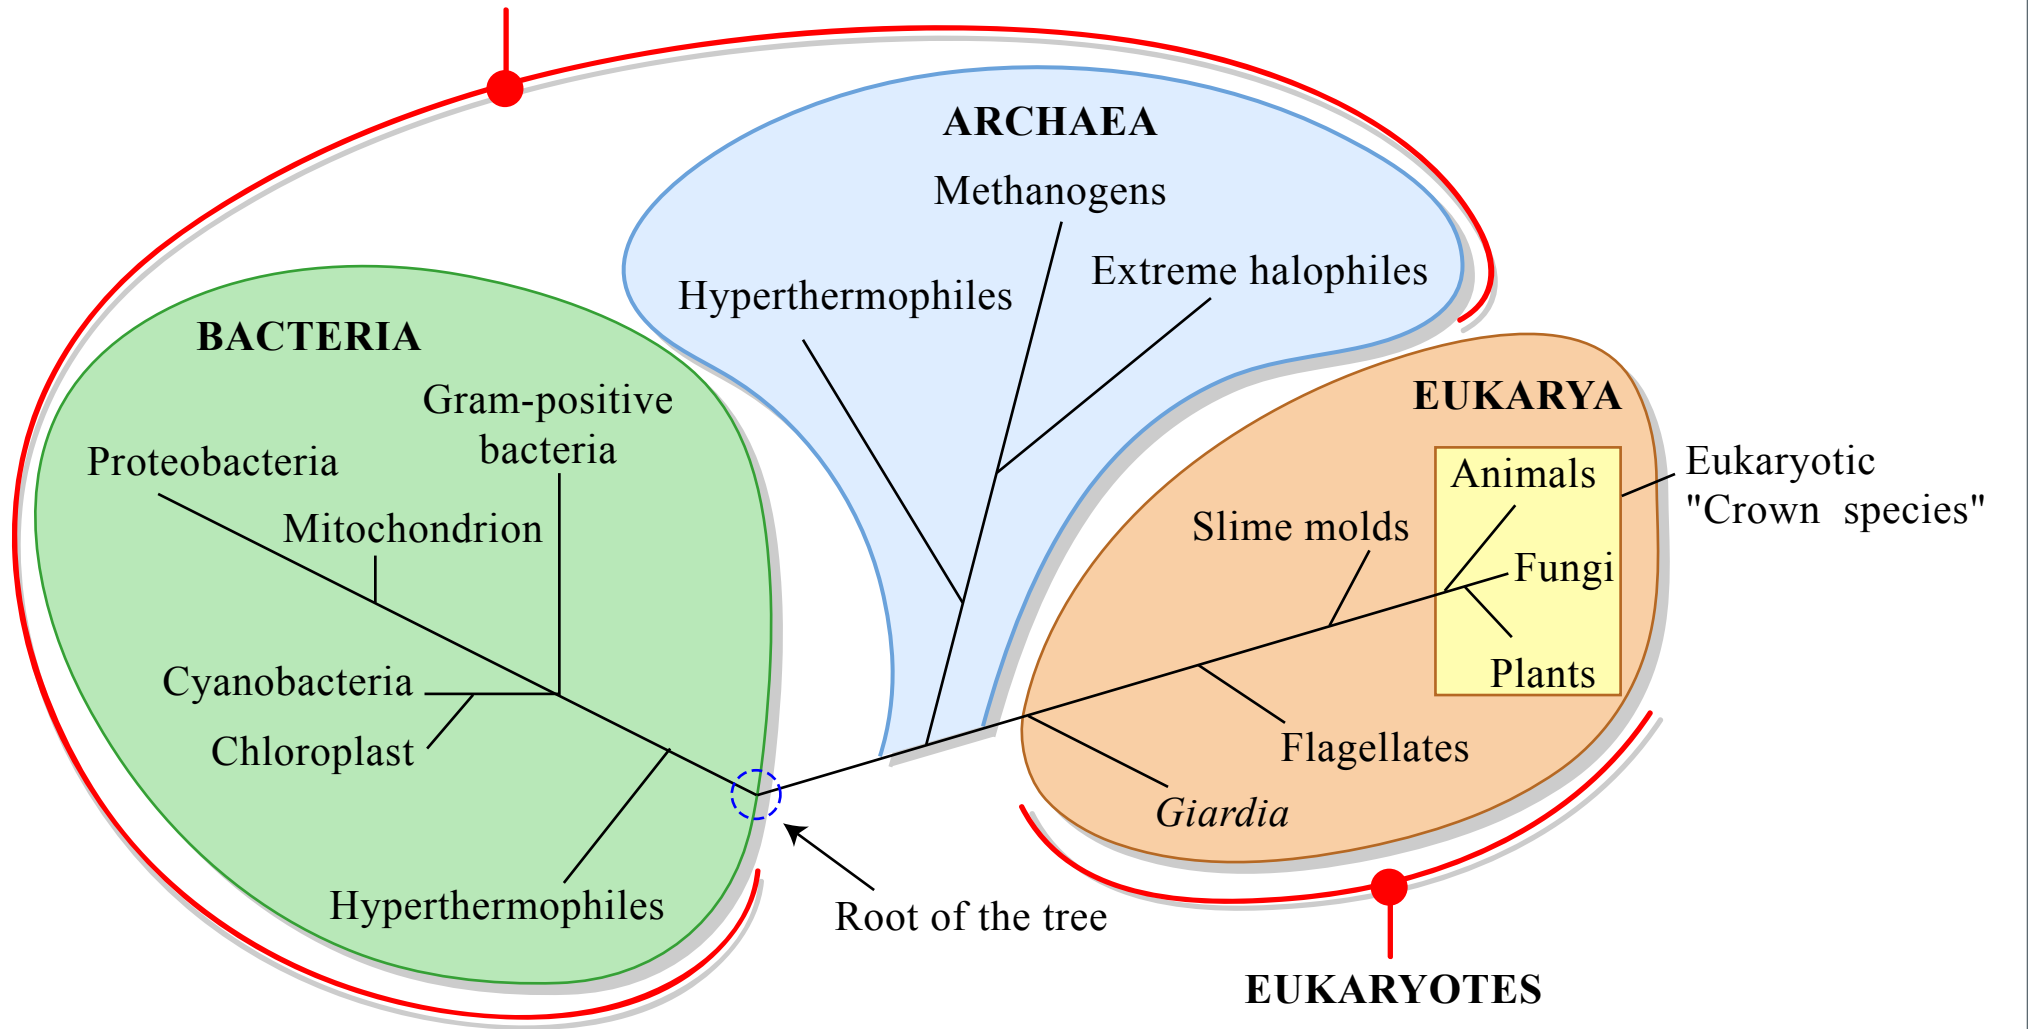 ARCHAEA
Methanogens
Extreme halophiles
Hyperthermophiles
BACTERIA
Gram-positive
bacteria
Proteobacteria
Mitochondrion
Cyanobacteria
Chloroplast
Hyperthermophiles
EUKARYA
Animals
Fungi
Plants
Slime molds
Flagellates
Giardia
Eukaryotic
"Crown species"
Root of the tree
EUKARYOTES